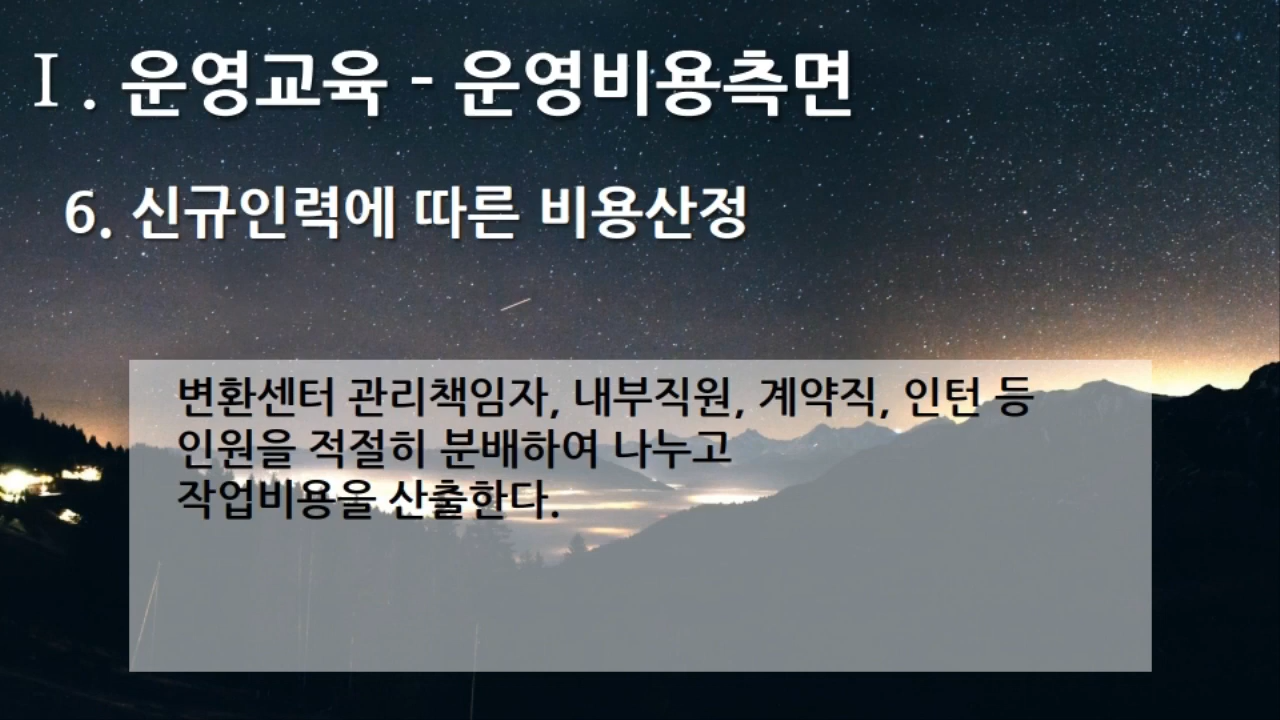 Ⅰ. 운영교육 - 운영비용측면
6. 신규인력에 따른 비용산정
변환센터 관리책임자, 내부직원, 계약직, 인턴 등
인원을 적절히 분배하여 나누고
작업비용울 산출한다.